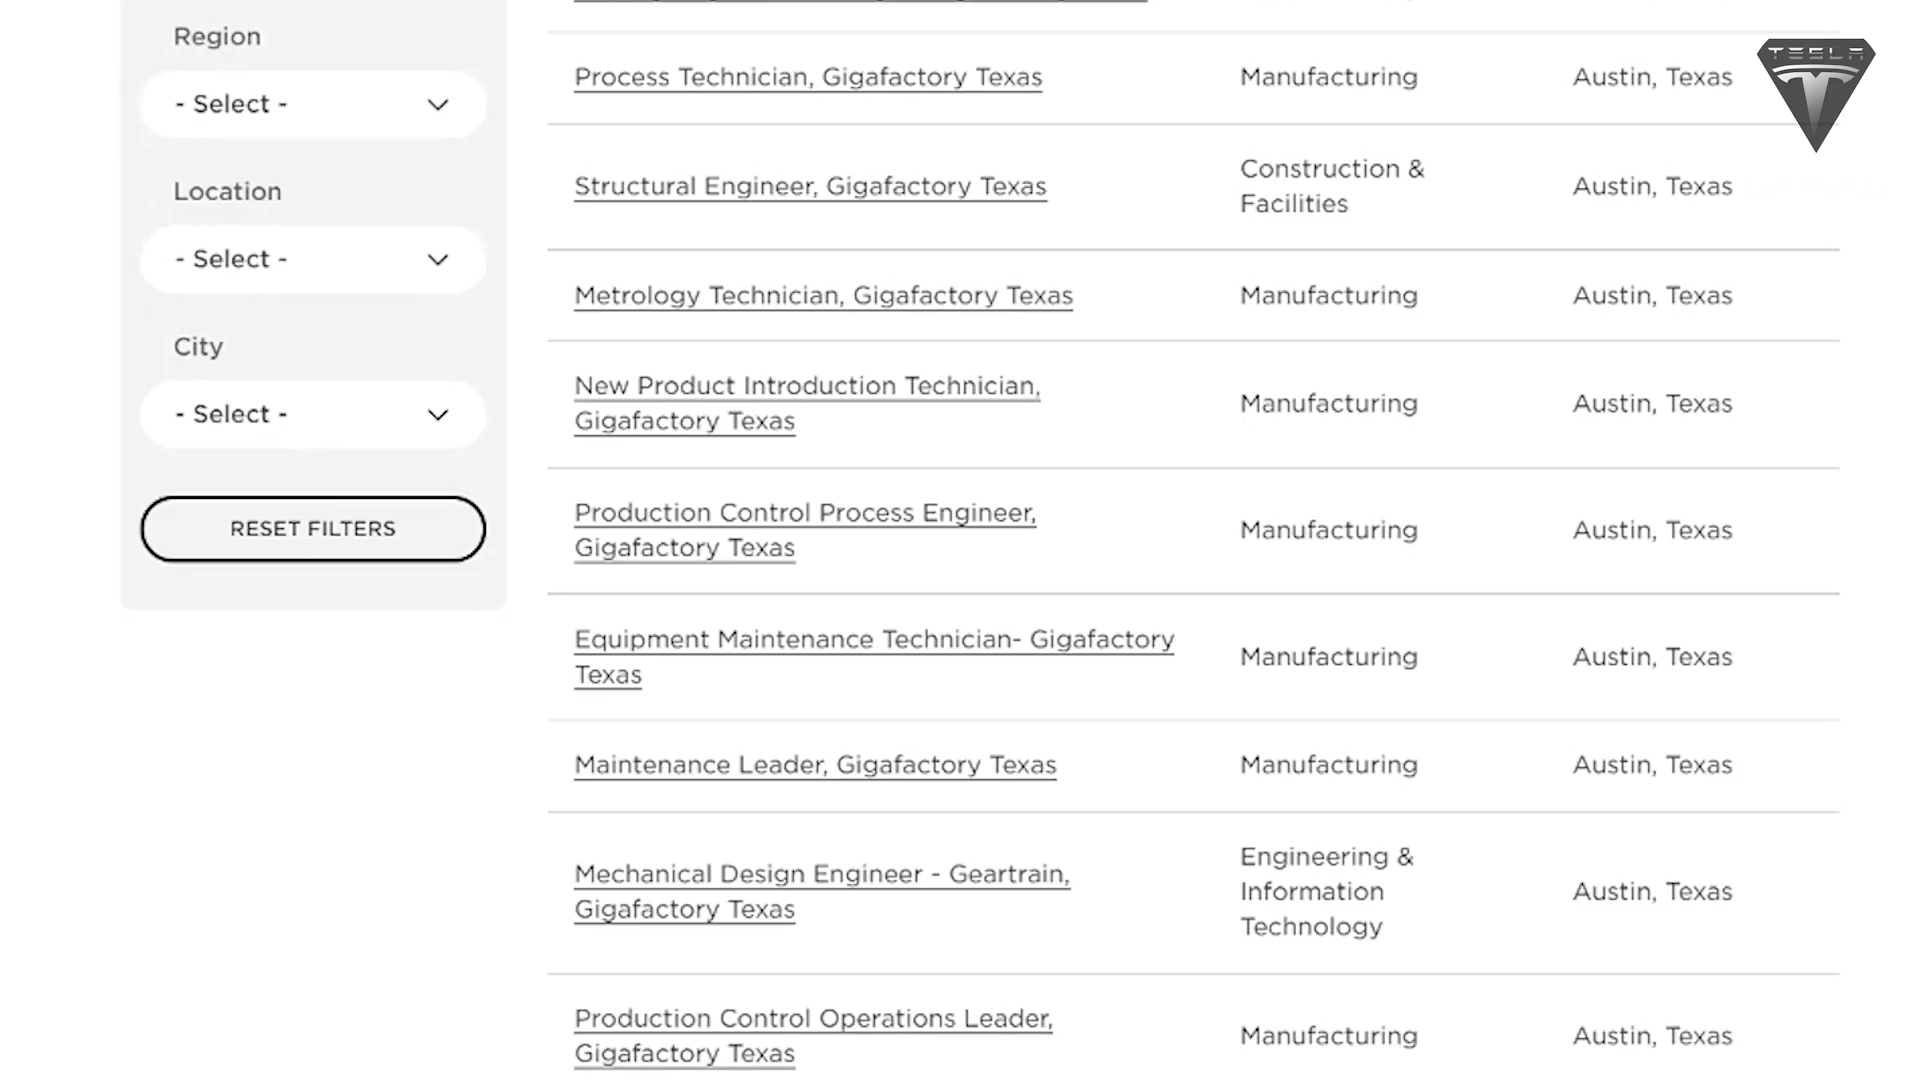 Region
- Select -
Location
- Select -
City
- Select -
RESET FILTERS
Process Technician, Gigafactory Texas
Manufacturing
Austin, Texas
Structural Engineer, Gigafactory Texas
Construction &
Facilities
Austin, Texas
Metrology Technician, Gigafactory Texas
Manufacturing
Austin, Texas
New Product Introduction Technician,
Gigafactory Texas
Manufacturing
Austin, Texas
Production Control Process Engineer,
Gigafactory Texas
Manufacturing
Austin, Texas
Equipment Maintenance Technician- Gigafactory
Texas
Manufacturing
Austin, Texas
Maintenance Leader, Gigafactory Texas
Manufacturing
Austin, Texas
Mechanical Design Engineer - Geartrain,
Gigafactory Texas
Engineering &
Information
Technology
Austin, Texas
Production Control Operations Leader,
Gigafactory Texas
Manufacturing
Austin, Texas
TESLA